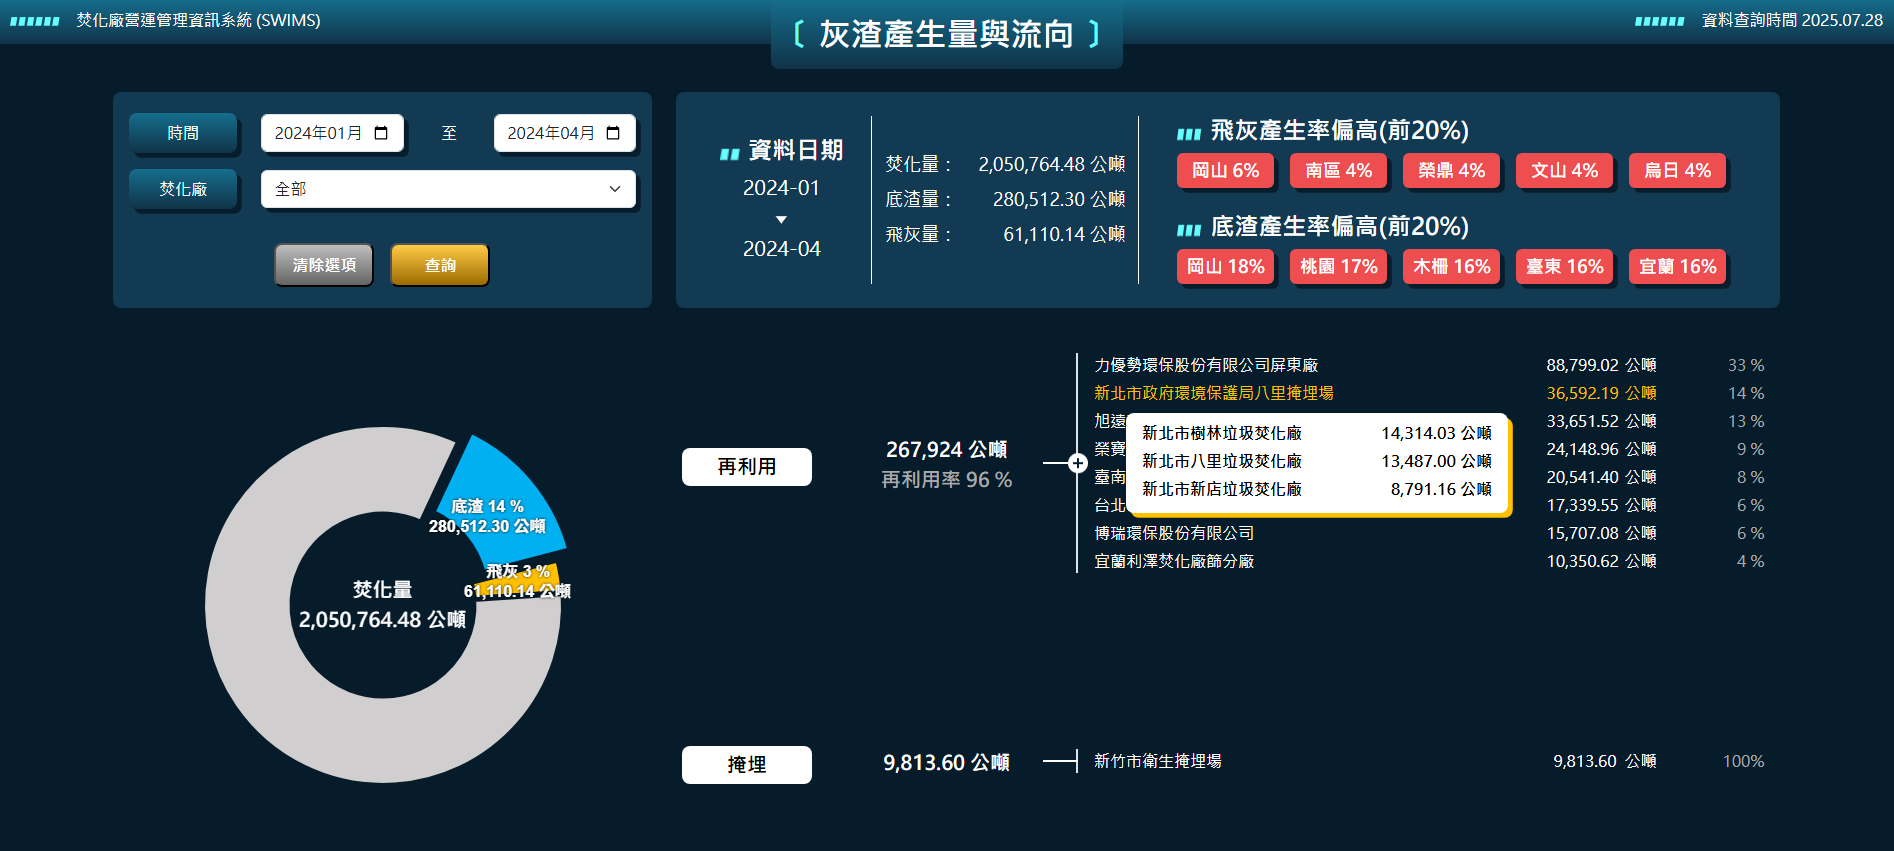 焚化廠營運管理資訊系統 (SWIMS)
灰渣產生量與流向
資料查詢時間 2025.07.28
時間
2024年01月
至
2024年04月
焚化廠
全部
清除選項
查詢
資料日期
2024-01
2024-04
焚化量： 2,050,764.48 公噸
底渣量： 280,512.30 公噸
飛灰量： 61,110.14 公噸
飛灰產生率偏高(前20%)
岡山 6%
南區 4%
榮鼎 4%
文山 4%
烏日 4%
底渣產生率偏高(前20%)
岡山 18%
桃園 17%
木柵 16%
臺東 16%
宜蘭 16%
底渣 14 %
280,512.30 公噸
飛灰 3 %
61,110.14 公噸
焚化量
2,050,764.48 公噸
再利用
267,924 公噸
再利用率 96 %
力優勢環保股份有限公司屏東廠 88,799.02 公噸 33 %
新北市政府環境保護局八里掩埋場 36,592.19 公噸 14 %
旭遠 33,651.52 公噸 13 %
榮寶 24,148.96 公噸 9 %
臺南 20,541.40 公噸 8 %
台北 17,339.55 公噸 6 %
博瑞環保股份有限公司 15,707.08 公噸 6 %
宜蘭利澤焚化廠篩分廠 10,350.62 公噸 4 %
新北市樹林垃圾焚化廠 14,314.03 公噸
新北市八里垃圾焚化廠 13,487.00 公噸
新北市新店垃圾焚化廠 8,791.16 公噸
掩埋
9,813.60 公噸
新竹市衛生掩埋場 9,813.60 公噸 100%